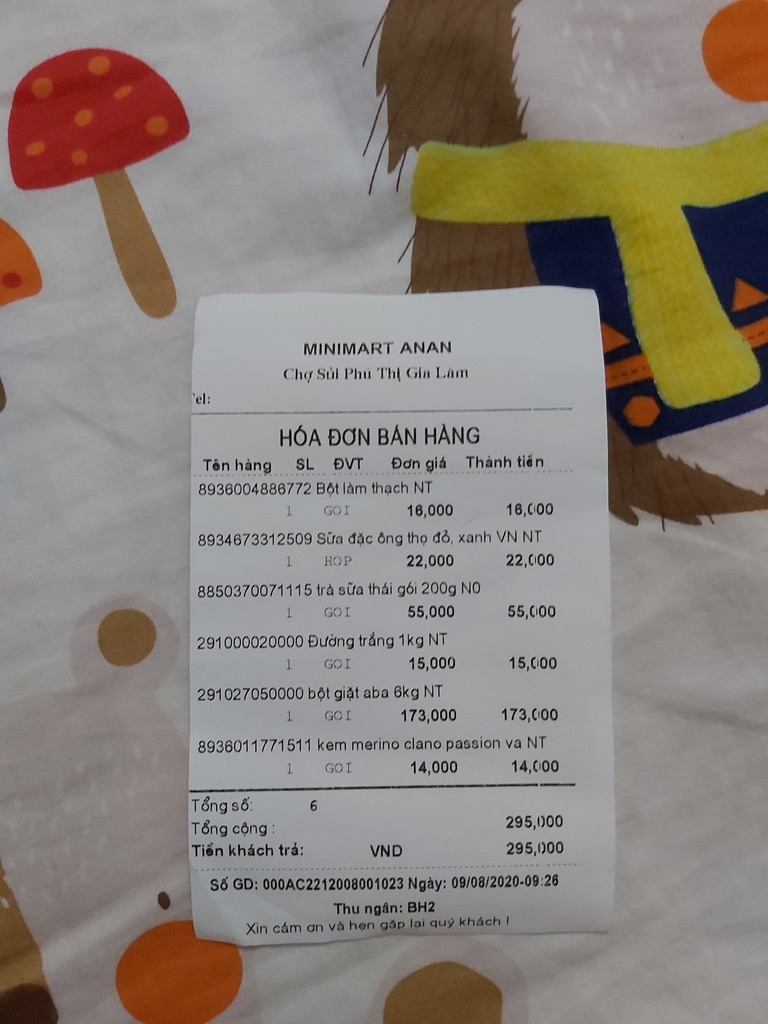 MINIMART ANAN
Chợ Sủi Phú Thị Gia Lâm
Tel:
HÓA ĐƠN BÁN HÀNG
Tên hàng SL ĐVT Đơn giá Thành tiền
8936004886772 Bột làm thạch NT
1 GOI 16,000 16,000
8934673312509 Sữa đặc ông thọ đỏ, xanh VN NT
1 HOP 22,000 22,000
8850370071115 trà sữa thái gói 200g N0
1 GOI 55,000 55,000
291000020000 Đường trắng 1kg NT
1 GOI 15,000 15,000
291027050000 bột giặt aba 6kg NT
1 GOI 173,000 173,000
8936011771511 kem merino clano passion va NT
1 GOI 14,000 14,000
Tổng số: 6
Tổng cộng : 295,000
Tiền khách trả: VND 295,000
Số GD: 000AC2212008001023 Ngày: 09/08/2020-09:26
Thu ngân: BH2
Xin cảm ơn và hẹn gặp lại quý khách !